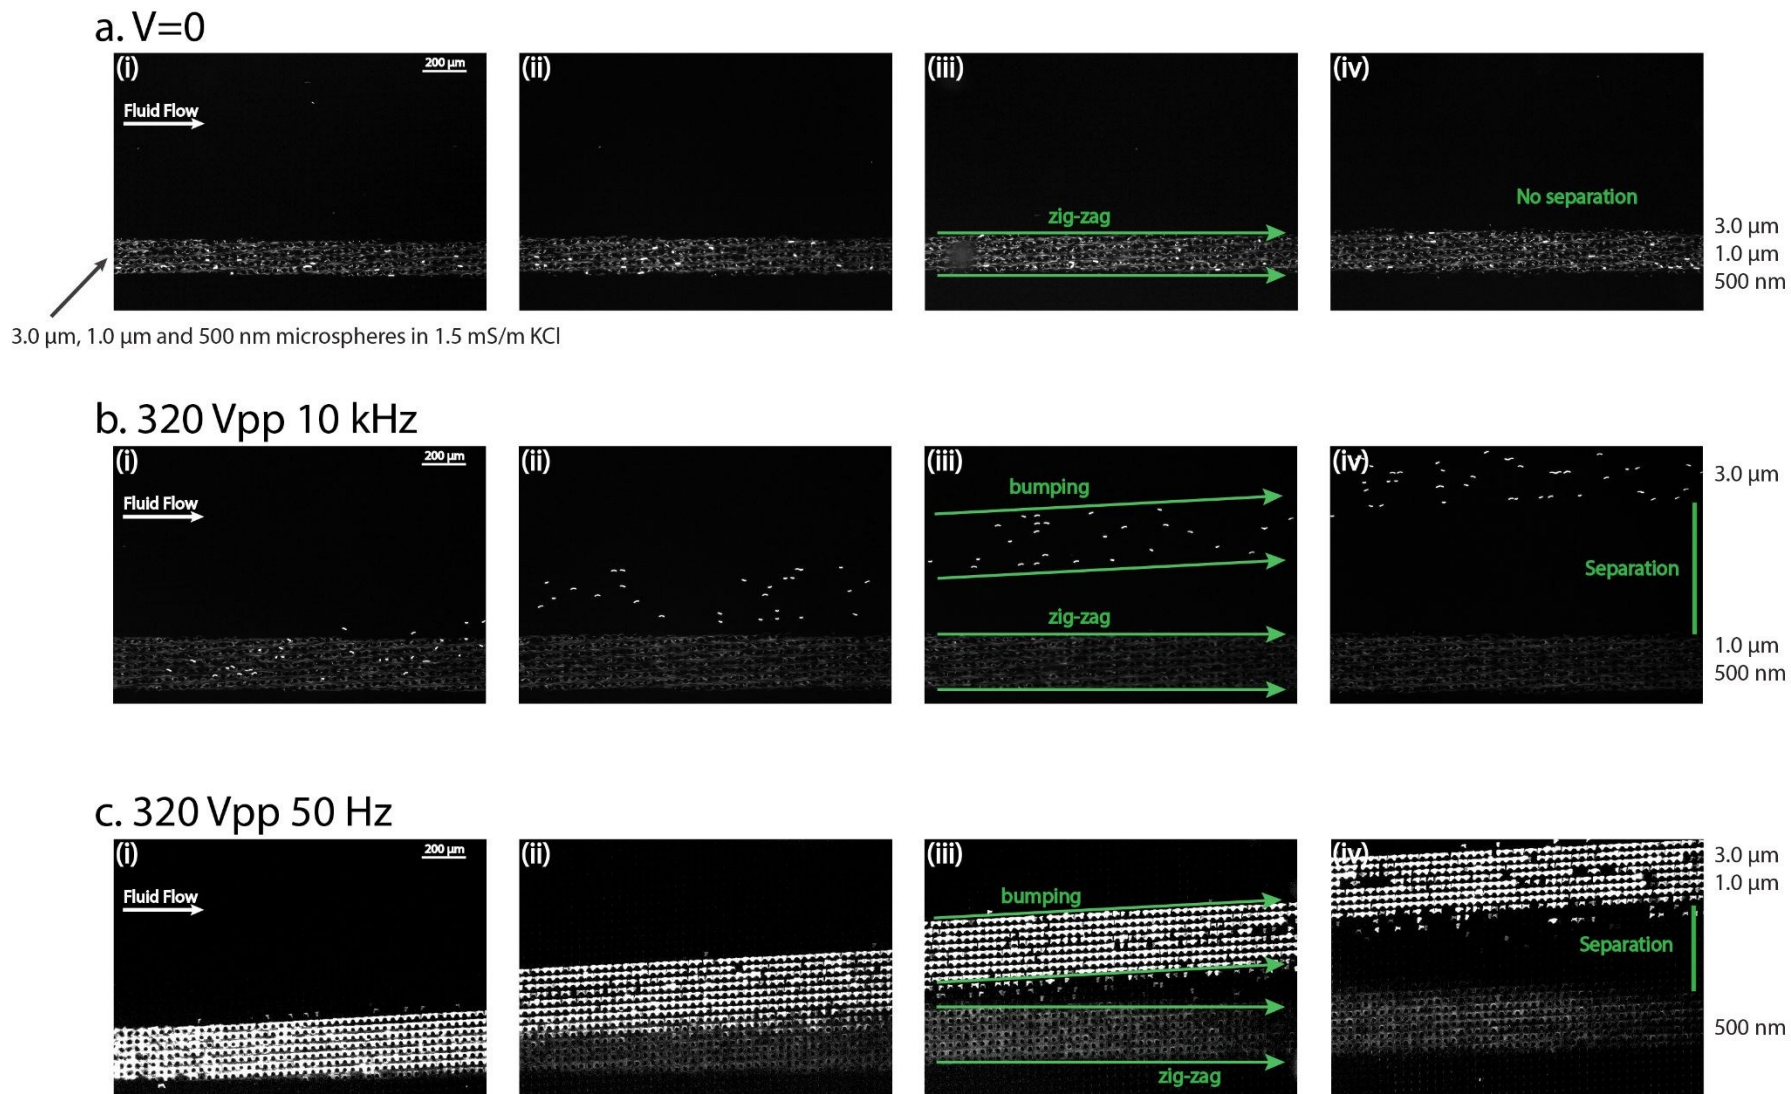 a. V=0
(i)
200 µm
Fluid Flow
(ii)
(iii)
zig-zag
(iv)
No separation
3.0 µm
1.0 µm
500 nm
3.0 µm, 1.0 µm and 500 nm microspheres in 1.5 mS/m KCl
b. 320 Vpp 10 kHz
(i)
200 µm
Fluid Flow
(ii)
(iii)
bumping
zig-zag
(iv)
Separation
3.0 µm
1.0 µm
500 nm
c. 320 Vpp 50 Hz
(i)
200 µm
Fluid Flow
(ii)
(iii)
bumping
zig-zag
(iv)
Separation
3.0 µm
1.0 µm
500 nm